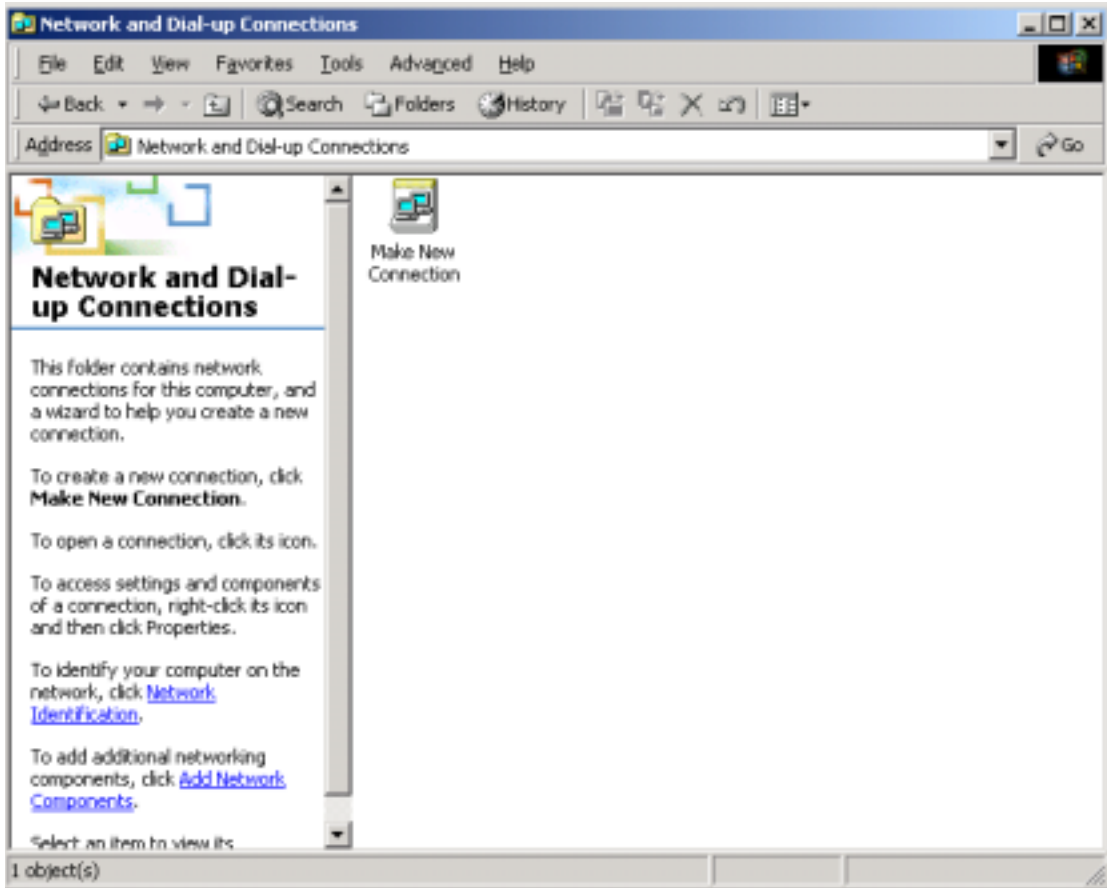 Network and Dial-up Connections
File Edit View Favorites Tools Advanced Help
Back Search Folders History
Address Network and Dial-up Connections Go
Make New
Connection
Network and Dial-
up Connections
This folder contains network
connections for this computer, and
a wizard to help you create a new
connection.
To create a new connection, click
Make New Connection.
To open a connection, click its icon.
To access settings and components
of a connection, right-click its icon
and then click Properties.
To identify your computer on the
network, click Network
Identification.
To add additional networking
components, click Add Network
Components.
Select an item to view its
1 object(s)